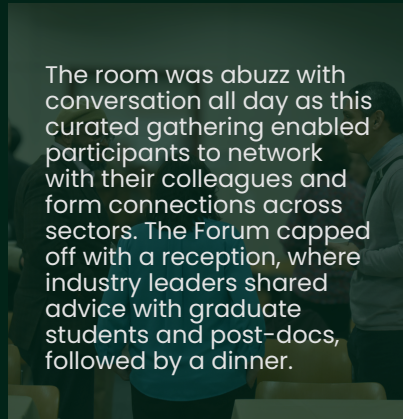 The room was abuzz with
conversation all day as this
curated gathering enabled
participants to network
with their colleagues and
form connections across
sectors. The Forum capped
off with a reception, where
industry leaders shared
advice with graduate
students and post-docs,
followed by a dinner.